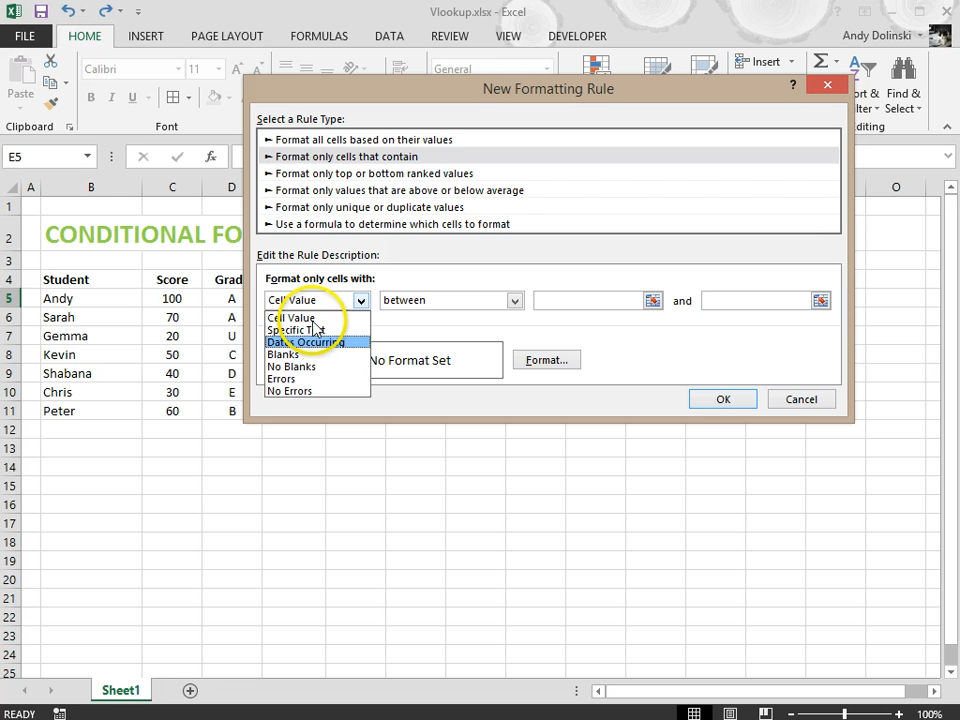 Vlookup.xlsx - Excel
FILE HOME INSERT PAGE LAYOUT FORMULAS DATA REVIEW VIEW DEVELOPER Andy Dolinski
Paste Calibri 11 A A General Insert Σ
B I U
Sort & Find &
Filter Select
Clipboard Font Editing
New Formatting Rule
Select a Rule Type:
► Format all cells based on their values
► Format only cells that contain
► Format only top or bottom ranked values
► Format only values that are above or below average
► Format only unique or duplicate values
► Use a formula to determine which cells to format
Edit the Rule Description:
Format only cells with:
Cell Value between and
Cell Value
Specific Text
Dates Occurring
Blanks
No Blanks
Errors
No Errors
No Format Set Format...
OK Cancel
E5 fx
A B C D O
1
2 CONDITIONAL FO
3
4 Student Score Grad
5 Andy 100 A
6 Sarah 70 A
7 Gemma 20 U
8 Kevin 50 C
9 Shabana 40 D
10 Chris 30 E
11 Peter 60 B
12
13
14
15
16
17
18
19
20
21
22
23
24
25
Sheet1
READY 100%